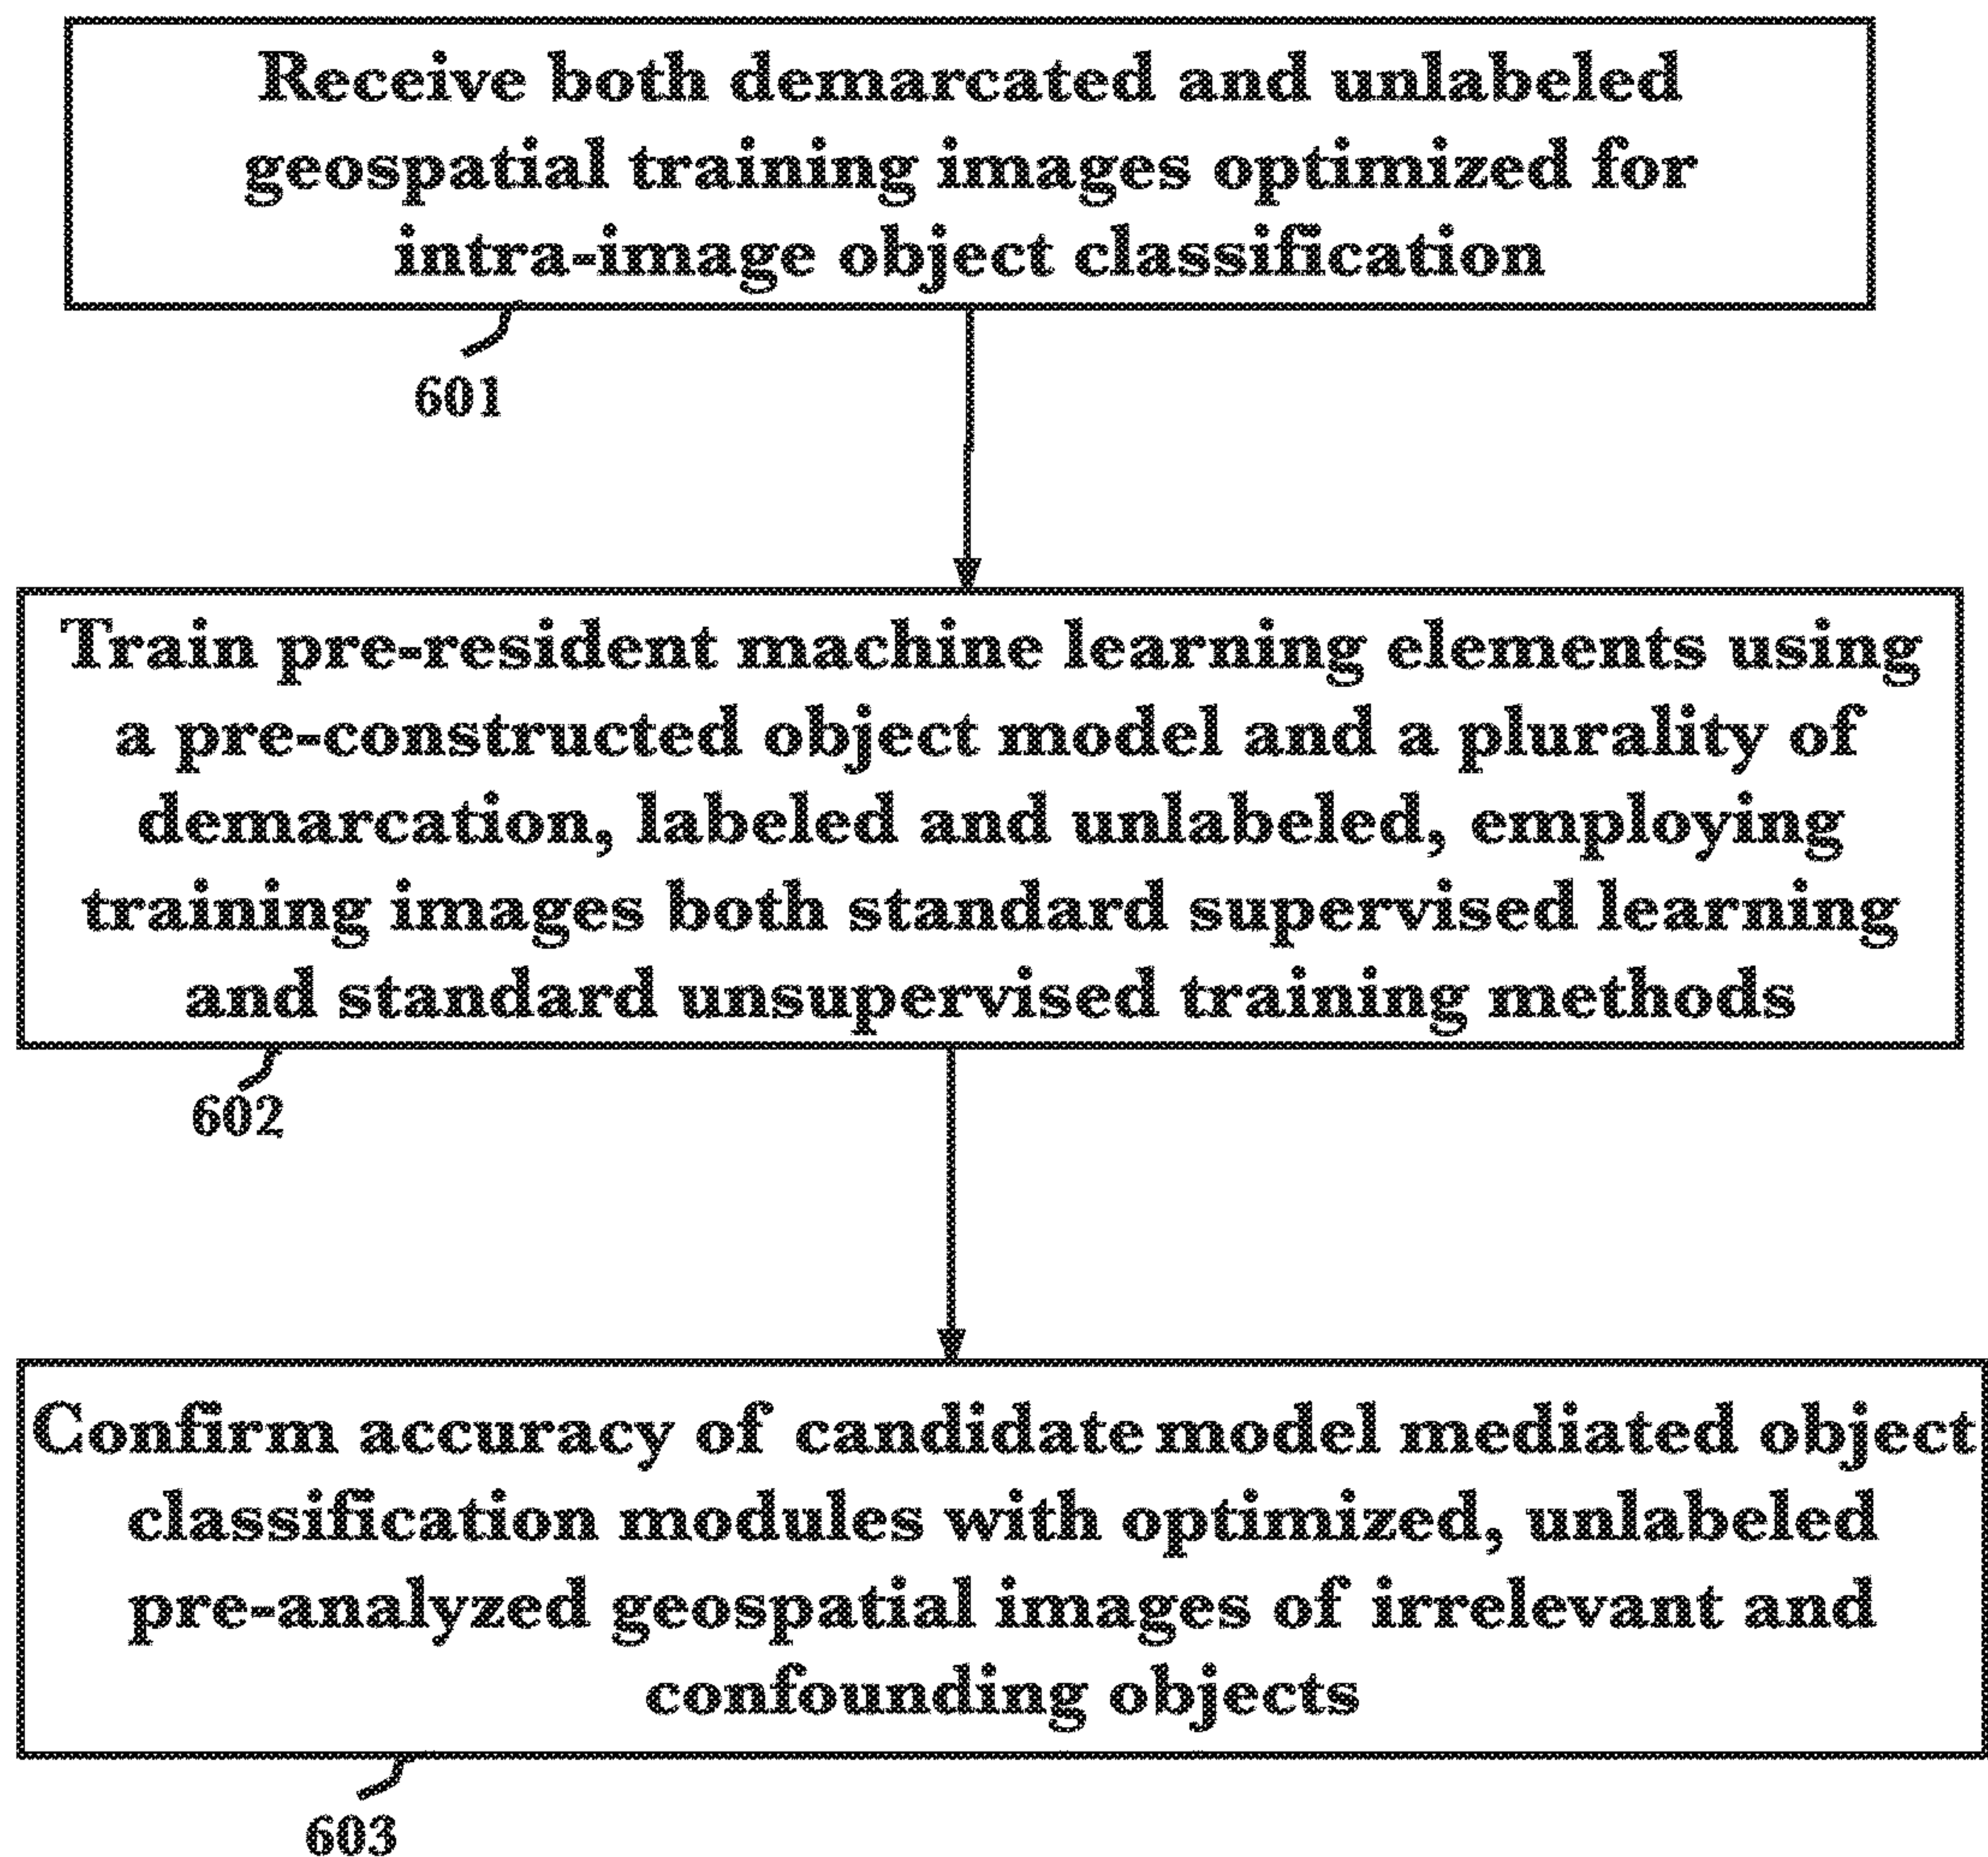 Receive both demarcated and unlabeled
geospatial training images optimized for
intra-image object classification
601
Train pre-resident machine learning elements using
a pre-constructed object model and a plurality of
demarcation, labeled and unlabeled, employing
training images both standard supervised learning
and standard unsupervised training methods
602
Confirm accuracy of candidate model mediated object
classification modules with optimized, unlabeled
pre-analyzed geospatial images of irrelevant and
confounding objects
603